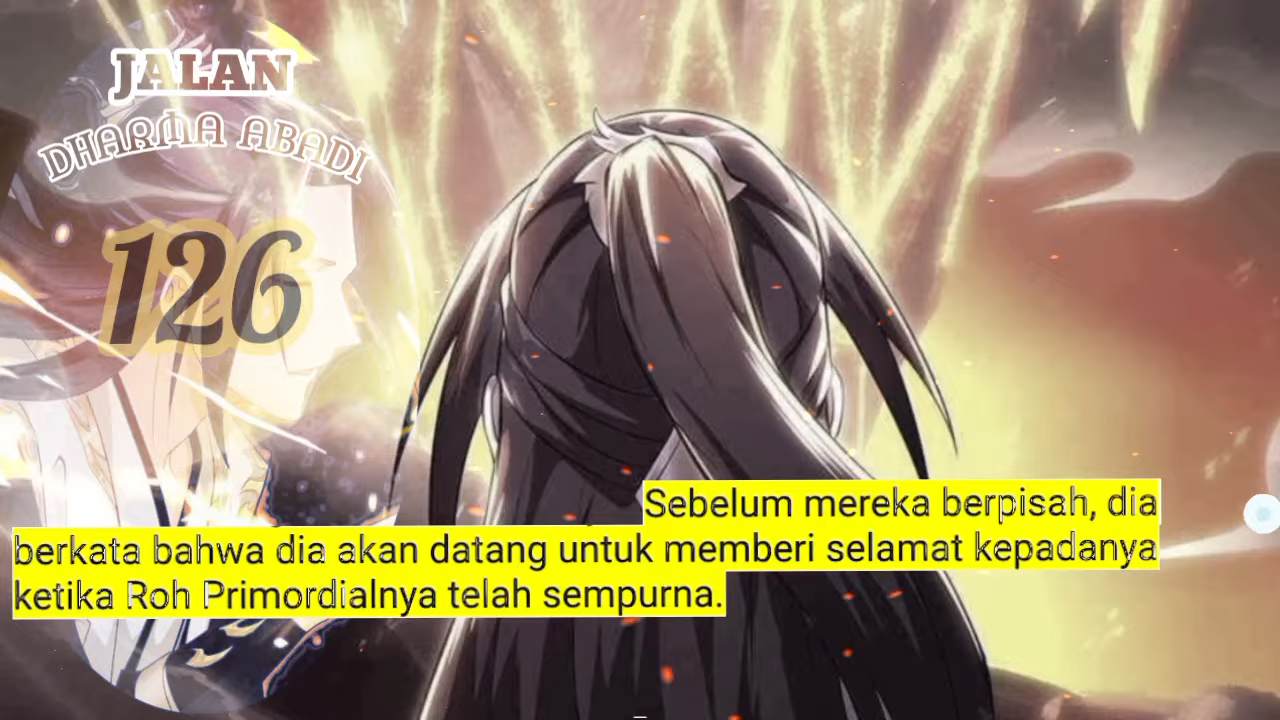 JALAN
DHARMA ABADI
126
Sebelum mereka berpisah, dia
berkata bahwa dia akan datang untuk memberi selamat kepadanya
ketika Roh Primordialnya telah sempurna.